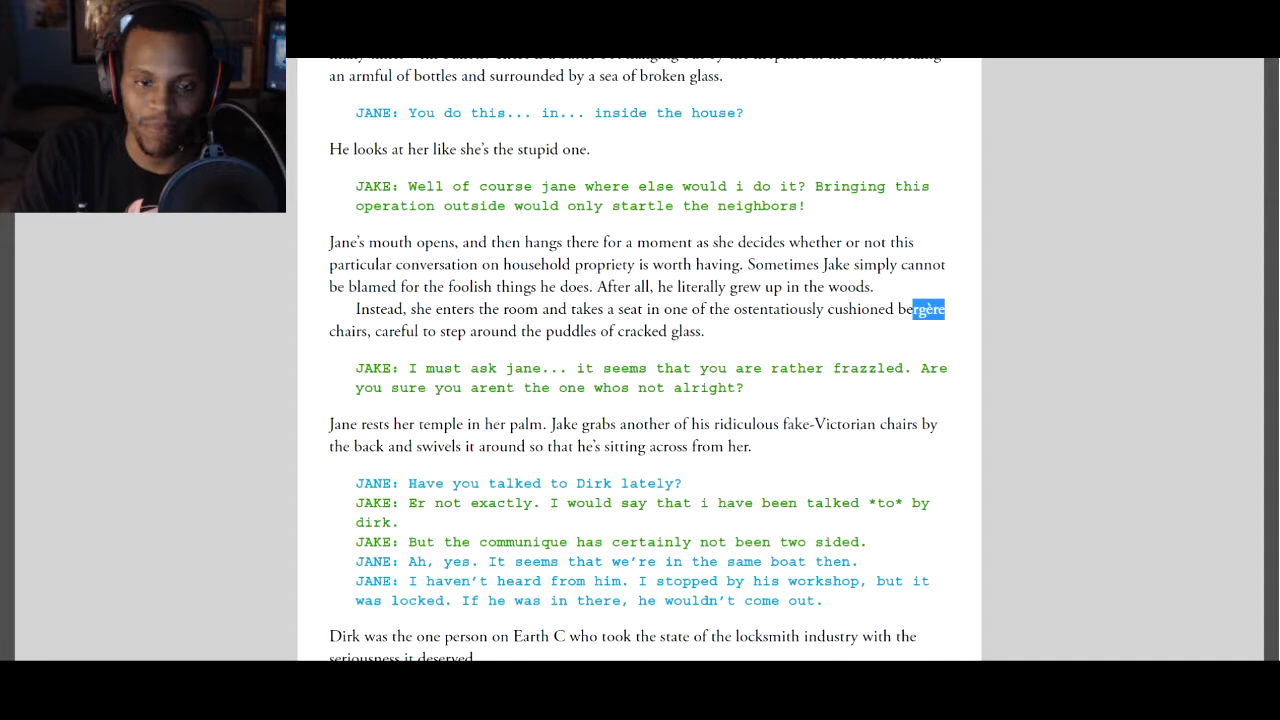 an armful of bottles and surrounded by a sea of broken glass.
JANE: You do this... in... inside the house?
He looks at her like she’s the stupid one.
JAKE: Well of course jane where else would i do it? Bringing this
operation outside would only startle the neighbors!
Jane’s mouth opens, and then hangs there for a moment as she decides whether or not this
particular conversation on household propriety is worth having. Sometimes Jake simply cannot
be blamed for the foolish things he does. After all, he literally grew up in the woods.
Instead, she enters the room and takes a seat in one of the ostentatiously cushioned bergère
chairs, careful to step around the puddles of cracked glass.
JAKE: I must ask jane... it seems that you are rather frazzled. Are
you sure you arent the one whos not alright?
Jane rests her temple in her palm. Jake grabs another of his ridiculous fake-Victorian chairs by
the back and swivels it around so that he’s sitting across from her.
JANE: Have you talked to Dirk lately?
JAKE: Er not exactly. I would say that i have been talked *to* by
dirk.
JAKE: But the communique has certainly not been two sided.
JANE: Ah, yes. It seems that we’re in the same boat then.
JANE: I haven’t heard from him. I stopped by his workshop, but it
was locked. If he was in there, he wouldn’t come out.
Dirk was the one person on Earth C who took the state of the locksmith industry with the
seriousness it deserved